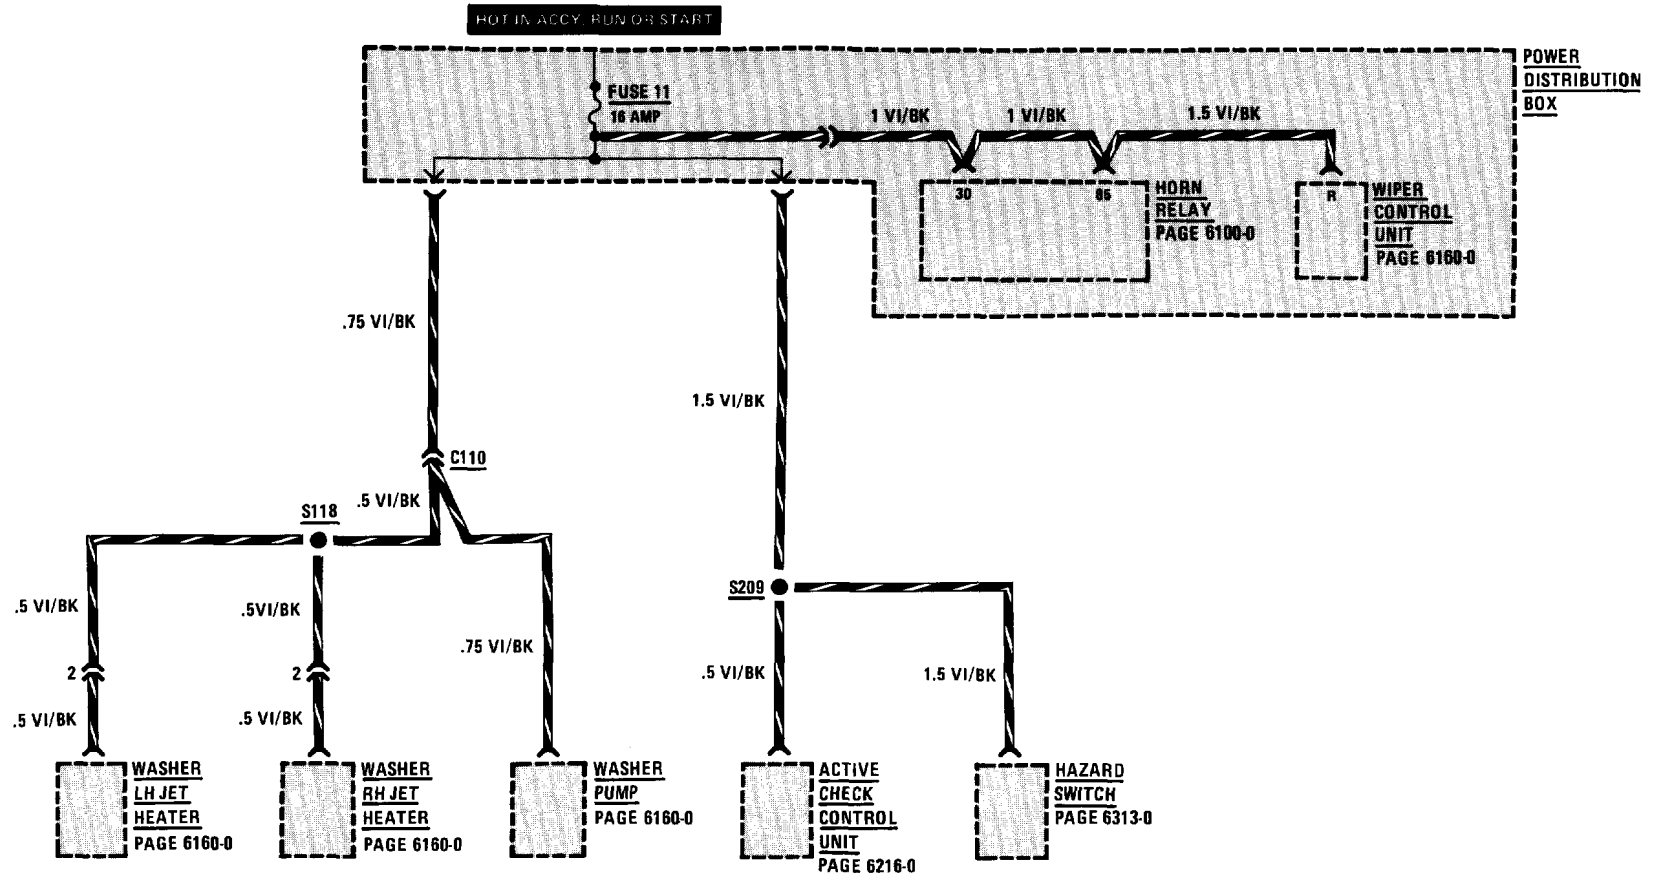 HOT IN ACCY, RUN OR START
POWER
DISTRIBUTION
BOX
FUSE 11
16 AMP
1 VI/BK
1 VI/BK
1.5 VI/BK
30
85
HORN
RELAY
PAGE 6100-0
R
WIPER
CONTROL
UNIT
PAGE 6160-0
.75 VI/BK
1.5 VI/BK
C110
.5 VI/BK
S118
S209
.5 VI/BK
.5VI/BK
.75 VI/BK
.5 VI/BK
1.5 VI/BK
2
2
.5 VI/BK
.5 VI/BK
WASHER
LH JET
HEATER
PAGE 6160-0
WASHER
RH JET
HEATER
PAGE 6160-0
WASHER
PUMP
PAGE 6160-0
ACTIVE
CHECK
CONTROL
UNIT
PAGE 6216-0
HAZARD
SWITCH
PAGE 6313-0